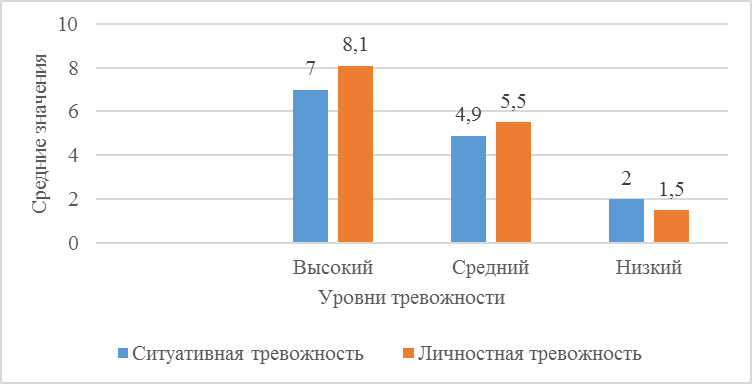 Средние значения
10
8
6
4
2
0
7
8,1
4,9
5,5
2
1,5
Высокий
Средний
Низкий
Уровни тревожности
Ситуативная тревожность
Личностная тревожность